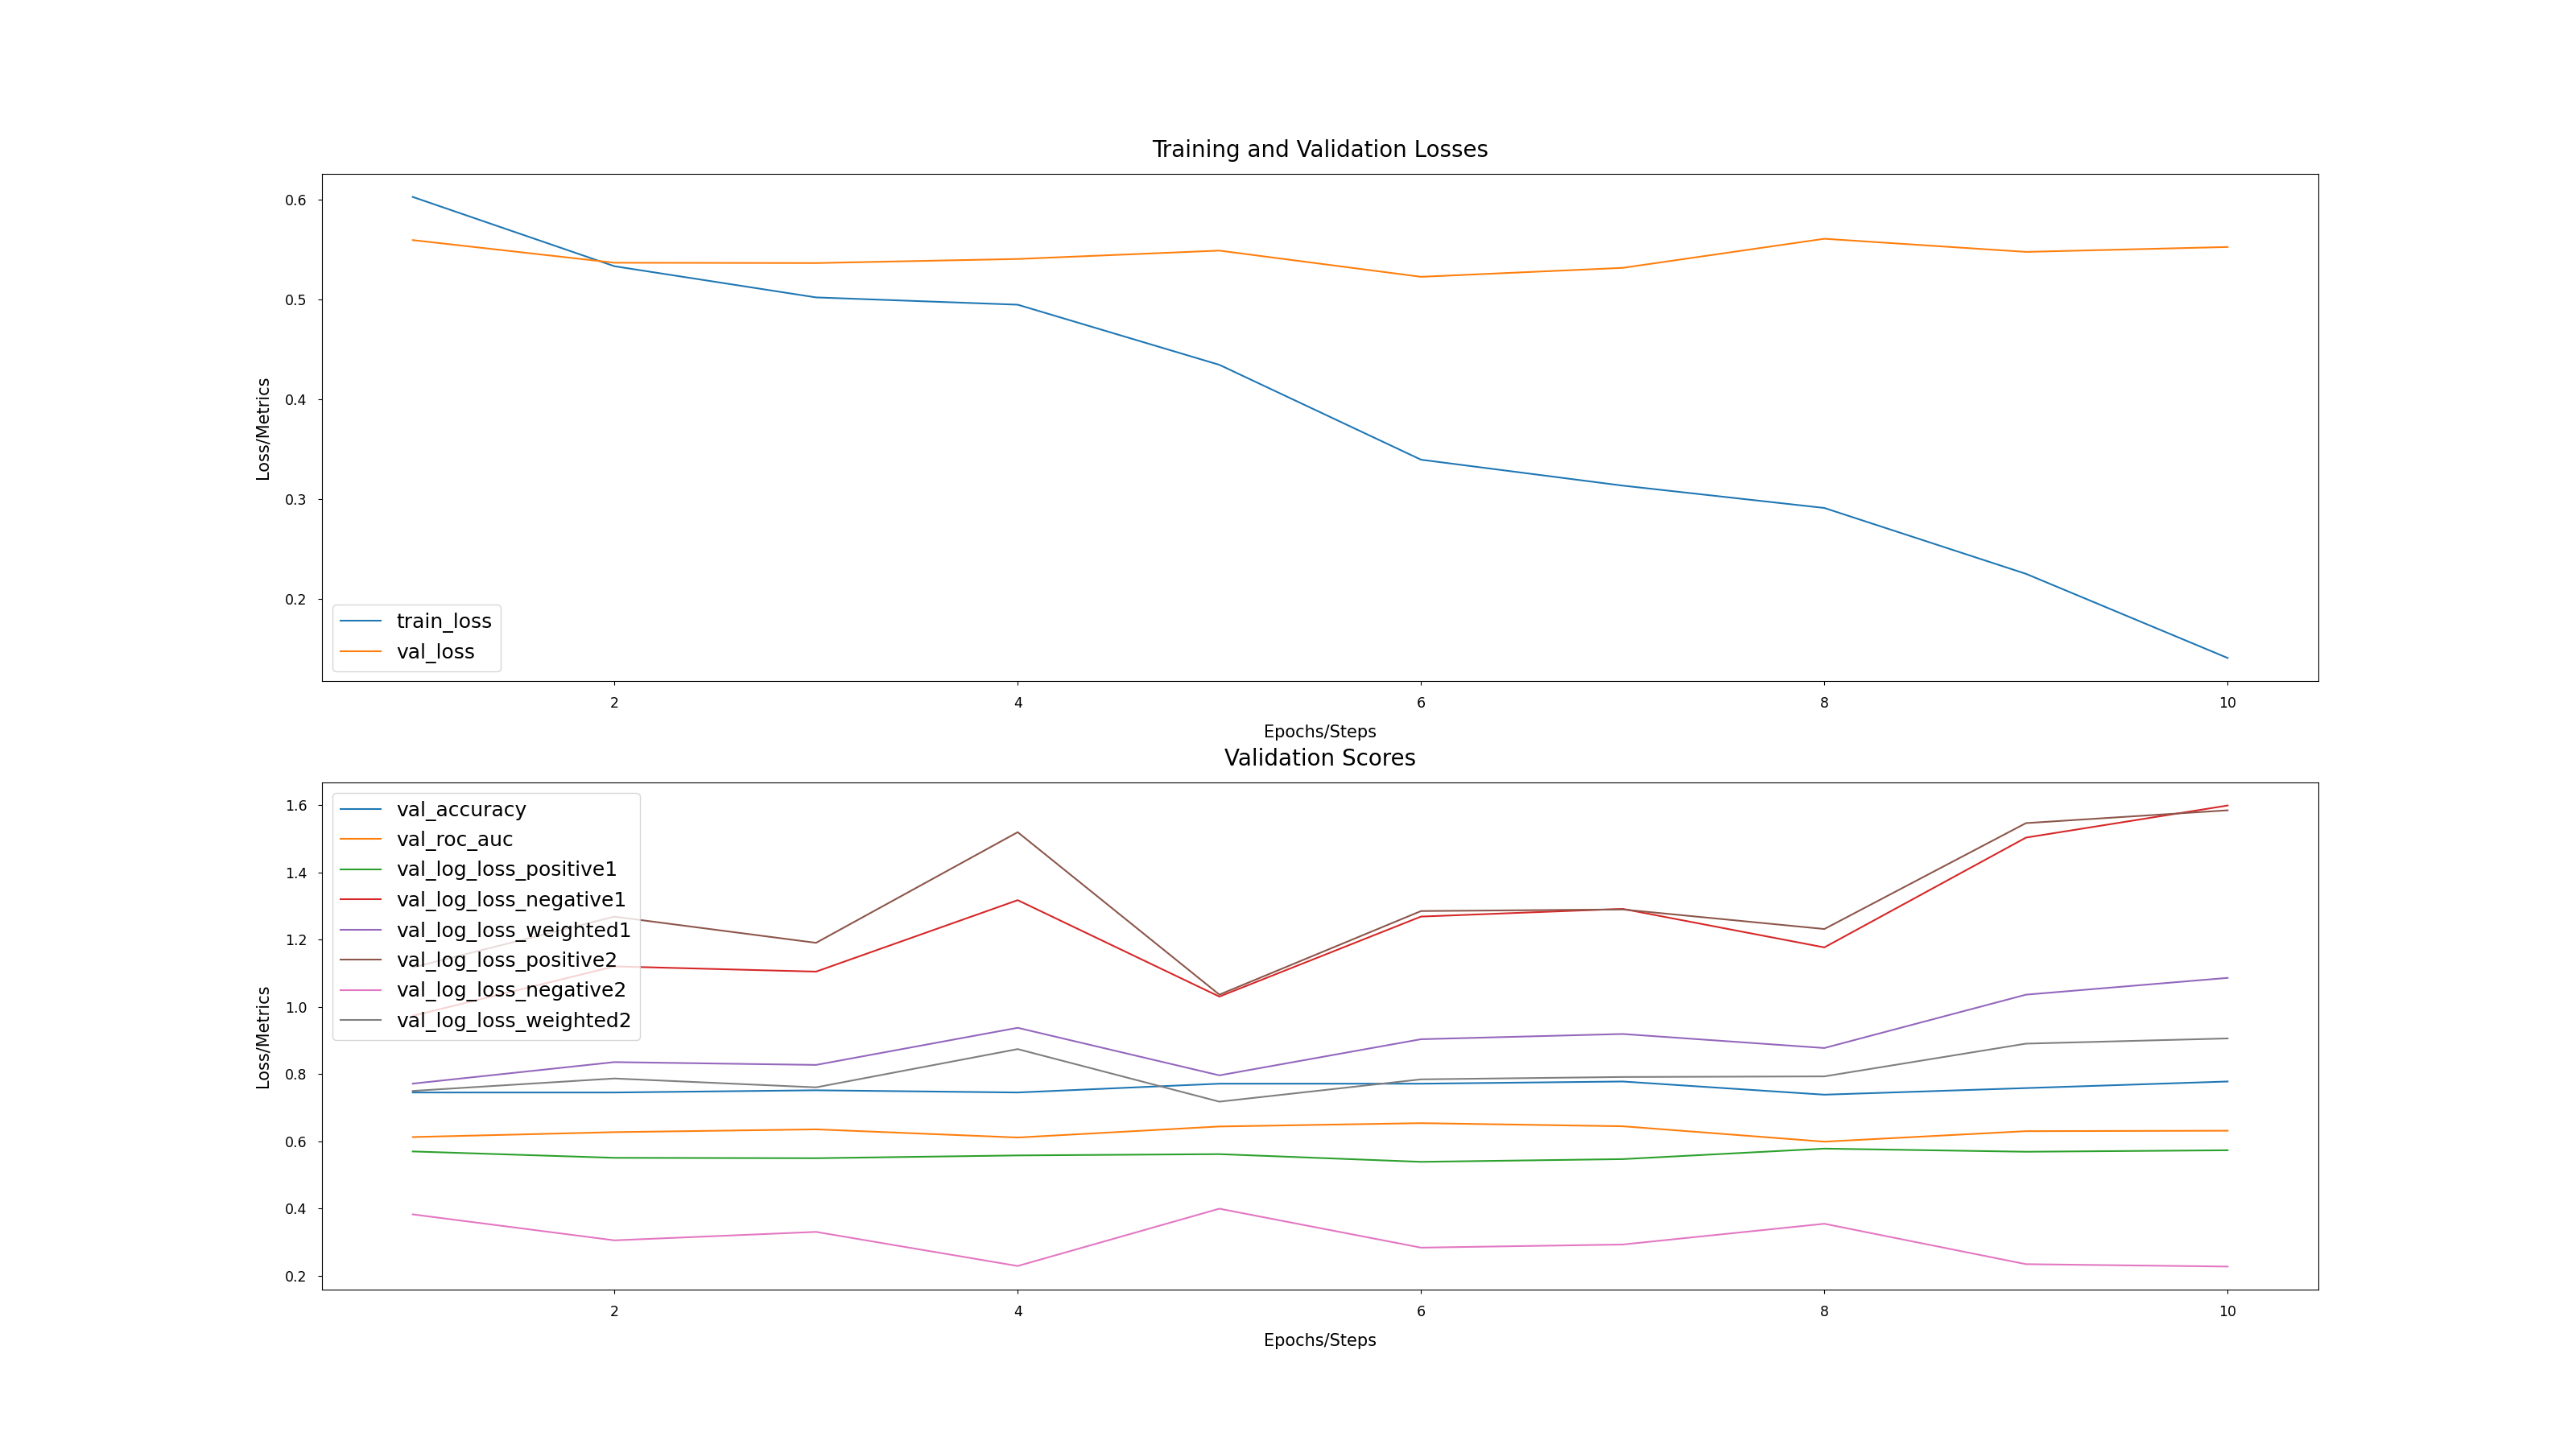 Training and Validation Losses
0.6
0.5
0.4
0.3
0.2
Loss/Metrics
train_loss
val_loss
2 4 6 8 10
Epochs/Steps
Validation Scores
1.6
1.4
1.2
1.0
0.8
0.6
0.4
0.2
Loss/Metrics
val_accuracy
val_roc_auc
val_log_loss_positive1
val_log_loss_negative1
val_log_loss_weighted1
val_log_loss_positive2
val_log_loss_negative2
val_log_loss_weighted2
2 4 6 8 10
Epochs/Steps